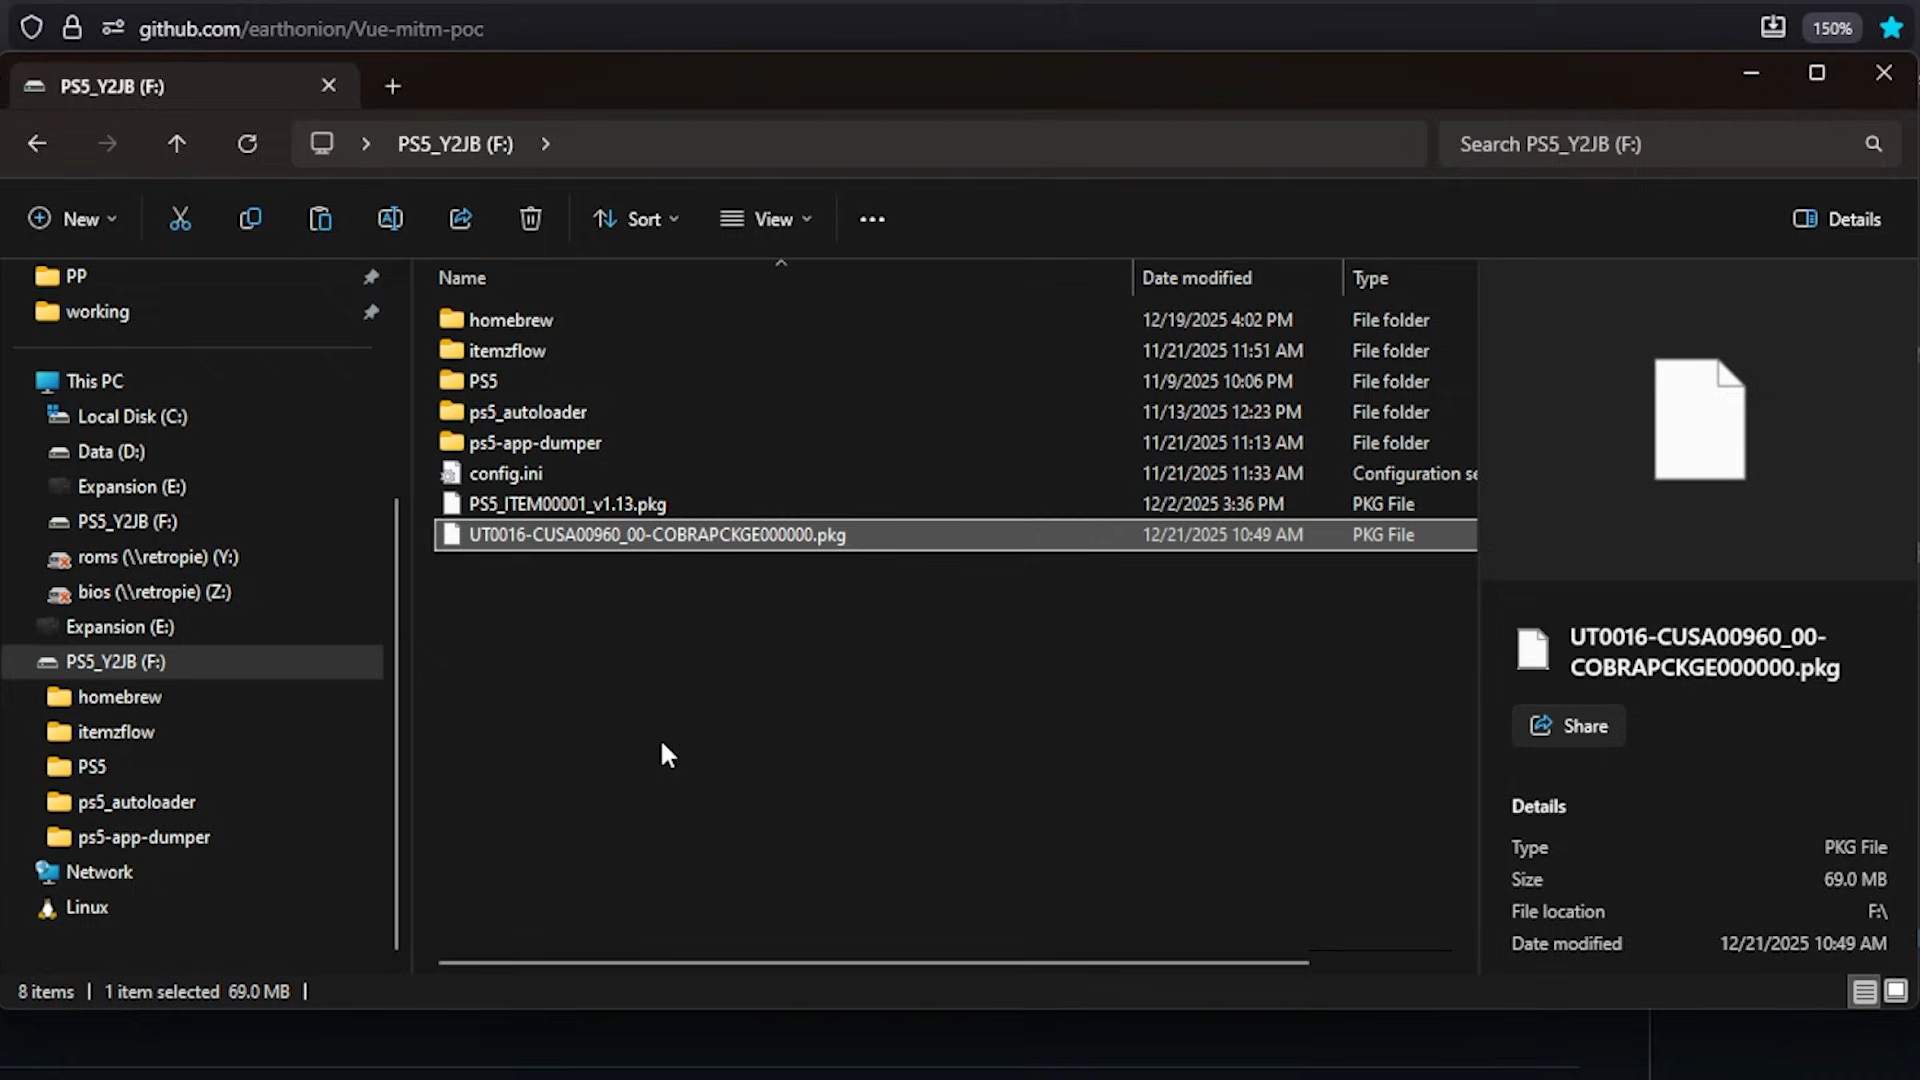 github.com/earthonion/Vue-mitm-poc
150%
PS5_Y2JB (F:)
PS5_Y2JB (F:)
Search PS5_Y2JB (F:)
New
Sort
View
Details
PP
working
This PC
Local Disk (C:)
Data (D:)
Expansion (E:)
PS5_Y2JB (F:)
roms (\\retropie) (Y:)
bios (\\retropie) (Z:)
Expansion (E:)
PS5_Y2JB (F:)
homebrew
itemzflow
PS5
ps5_autoloader
ps5-app-dumper
Network
Linux
Name Date modified Type
homebrew 12/19/2025 4:02 PM File folder
itemzflow 11/21/2025 11:51 AM File folder
PS5 11/9/2025 10:06 PM File folder
ps5_autoloader 11/13/2025 12:23 PM File folder
ps5-app-dumper 11/21/2025 11:13 AM File folder
config.ini 11/21/2025 11:33 AM Configuration se
PS5_ITEM00001_v1.13.pkg 12/2/2025 3:36 PM PKG File
UT0016-CUSA00960_00-COBRAPCKGE000000.pkg 12/21/2025 10:49 AM PKG File
UT0016-CUSA00960_00-
COBRAPCKGE000000.pkg
Share
Details
Type PKG File
Size 69.0 MB
File location F:\
Date modified 12/21/2025 10:49 AM
8 items 1 item selected 69.0 MB